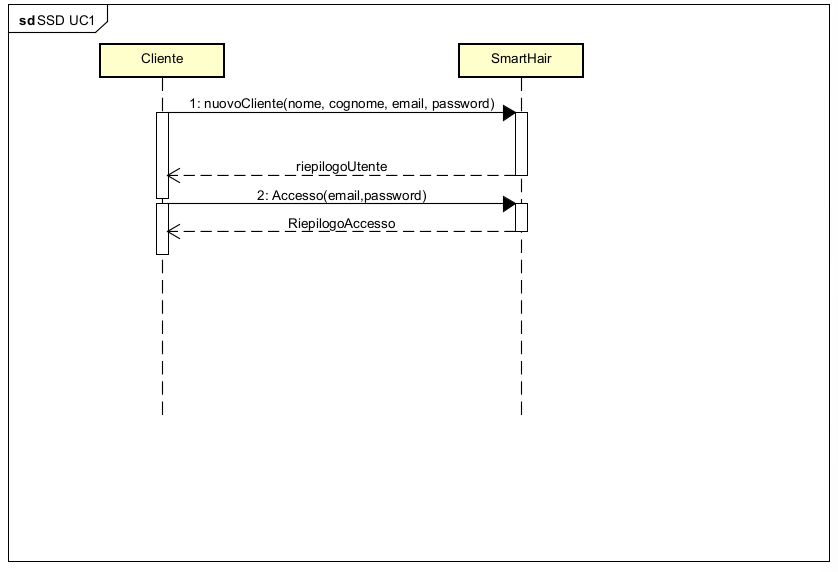 sd SSD UC1
Cliente
SmartHair
1: nuovoCliente(nome, cognome, email, password)
riepilogoUtente
2: Accesso(email,password)
RiepilogoAccesso